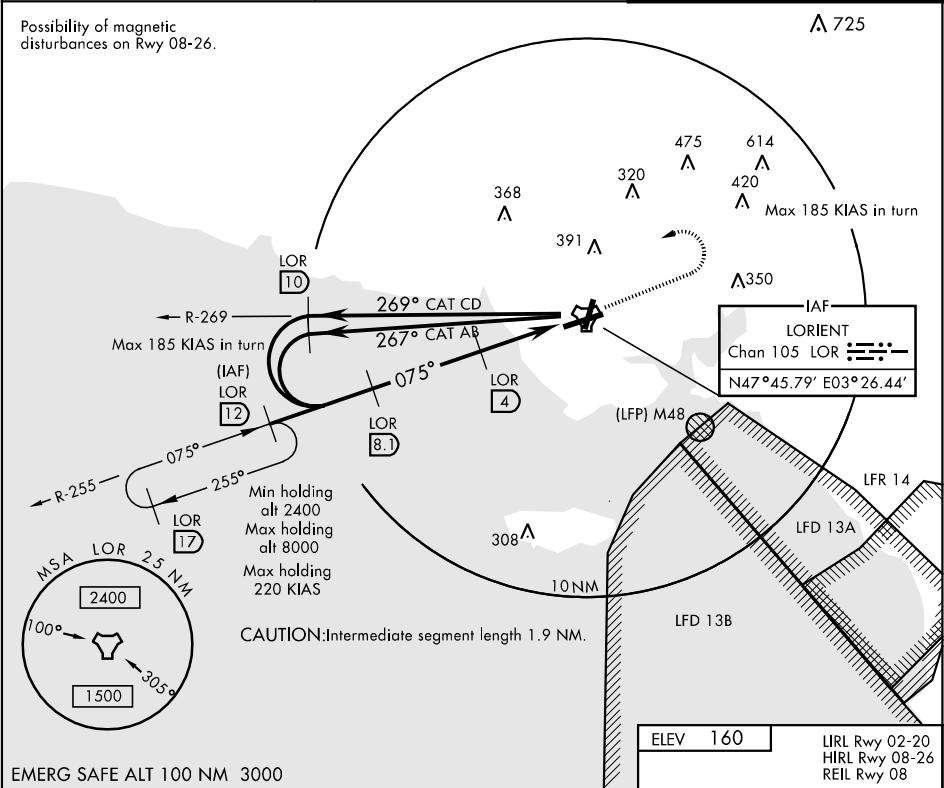 Possibility of magnetic
disturbances on Rwy 08-26.
725
475
614
320
420
368
Max 185 KIAS in turn
391
350
LOR
10
269° CAT CD
R-269
267° CAT AB
Max 185 KIAS in turn
IAF
LORIENT
Chan 105 LOR
N47°45.79' E03°26.44'
(IAF)
LOR
12
075°
LOR
4
LOR
8.1
(LFP) M48
075°
R-255
255°
LFR 14
Min holding
alt 2400
Max holding
alt 8000
Max holding
220 KIAS
LOR
17
LFD 13A
308
10 NM
LFD 13B
MSA LOR 25 NM
2400
100°
305°
1500
CAUTION:Intermediate segment length 1.9 NM.
ELEV 160
LIRL Rwy 02-20
HIRL Rwy 08-26
REIL Rwy 08
EMERG SAFE ALT 100 NM 3000